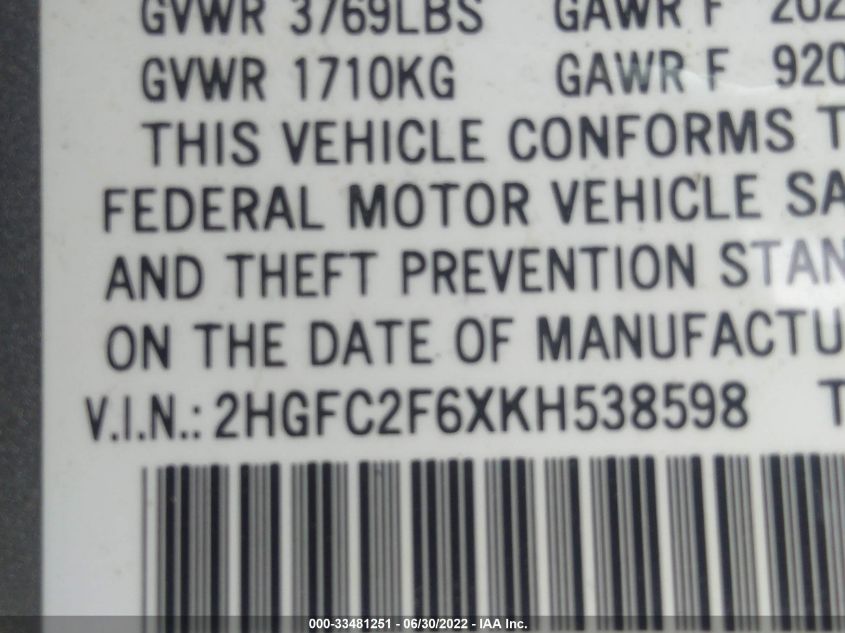 GVWR 3769LBS GAWR F 202
GVWR 1710KG GAWR F 920
THIS VEHICLE CONFORMS T
FEDERAL MOTOR VEHICLE SA
AND THEFT PREVENTION STAN
ON THE DATE OF MANUFACTU
V.I.N.: 2HGFC2F6XKH538598 T
000-33481251 - 06/30/2022 - IAA Inc.